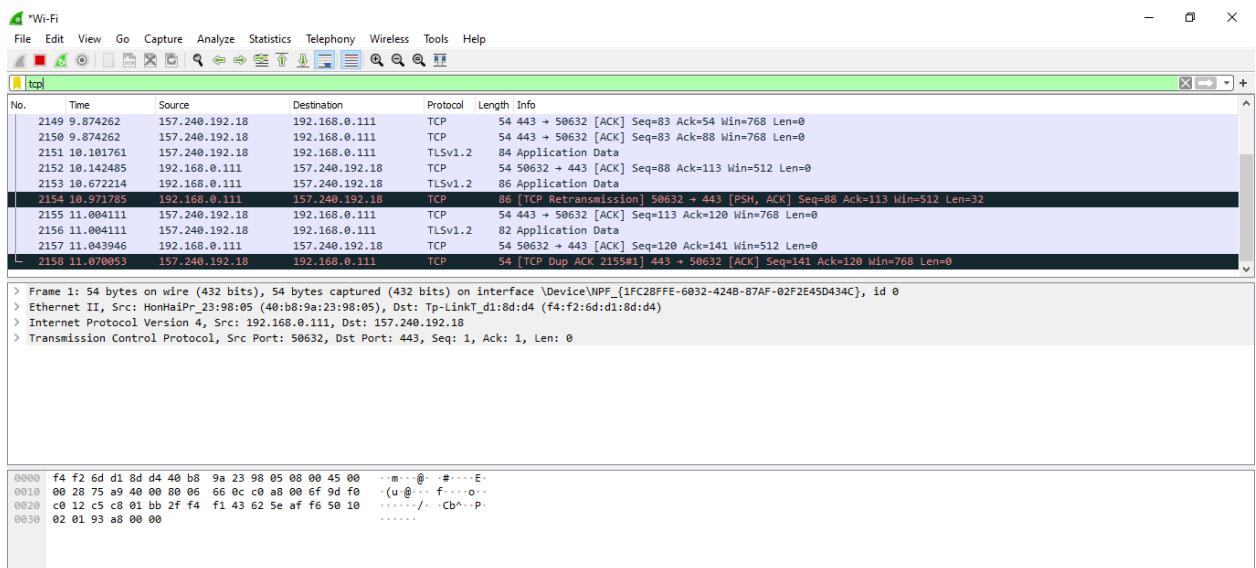 *Wi-Fi
File Edit View Go Capture Analyze Statistics Telephony Wireless Tools Help
tcp
No. Time Source Destination Protocol Length Info
2149 9.874262 157.240.192.18 192.168.0.111 TCP 54 443 → 50632 [ACK] Seq=83 Ack=54 Win=768 Len=0
2150 9.874262 157.240.192.18 192.168.0.111 TCP 54 443 → 50632 [ACK] Seq=83 Ack=88 Win=768 Len=0
2151 10.101761 157.240.192.18 192.168.0.111 TLSv1.2 84 Application Data
2152 10.142485 192.168.0.111 157.240.192.18 TCP 54 50632 → 443 [ACK] Seq=88 Ack=113 Win=512 Len=0
2153 10.672214 192.168.0.111 157.240.192.18 TLSv1.2 86 Application Data
2154 10.971785 192.168.0.111 157.240.192.18 TCP 86 [TCP Retransmission] 50632 → 443 [PSH, ACK] Seq=88 Ack=113 Win=512 Len=32
2155 11.004111 157.240.192.18 192.168.0.111 TCP 54 443 → 50632 [ACK] Seq=113 Ack=120 Win=768 Len=0
2156 11.004111 157.240.192.18 192.168.0.111 TLSv1.2 82 Application Data
2157 11.043946 192.168.0.111 157.240.192.18 TCP 54 50632 → 443 [ACK] Seq=120 Ack=141 Win=512 Len=0
2158 11.070053 157.240.192.18 192.168.0.111 TCP 54 [TCP Dup ACK 2155#1] 443 → 50632 [ACK] Seq=141 Ack=120 Win=768 Len=0
> Frame 1: 54 bytes on wire (432 bits), 54 bytes captured (432 bits) on interface \Device\NPF_{1FC28FFE-6032-424B-87AF-02F2E45D434C}, id 0
> Ethernet II, Src: HonHaiPr_23:98:05 (40:b8:9a:23:98:05), Dst: Tp-LinkT_d1:8d:d4 (f4:f2:6d:d1:8d:d4)
> Internet Protocol Version 4, Src: 192.168.0.111, Dst: 157.240.192.18
> Transmission Control Protocol, Src Port: 50632, Dst Port: 443, Seq: 1, Ack: 1, Len: 0
0000 f4 f2 6d d1 8d d4 40 b8 9a 23 98 05 08 00 45 00 ··m···@· ·#····E·
0010 00 28 75 a9 40 00 80 06 66 0c c0 a8 00 6f 9d f0 ·(u·@··· f····o··
0020 c0 12 c5 c8 01 bb 2f f4 f1 43 62 5e af f6 50 10 ······/· ·Cb^··P·
0030 02 01 93 a8 00 00 ······